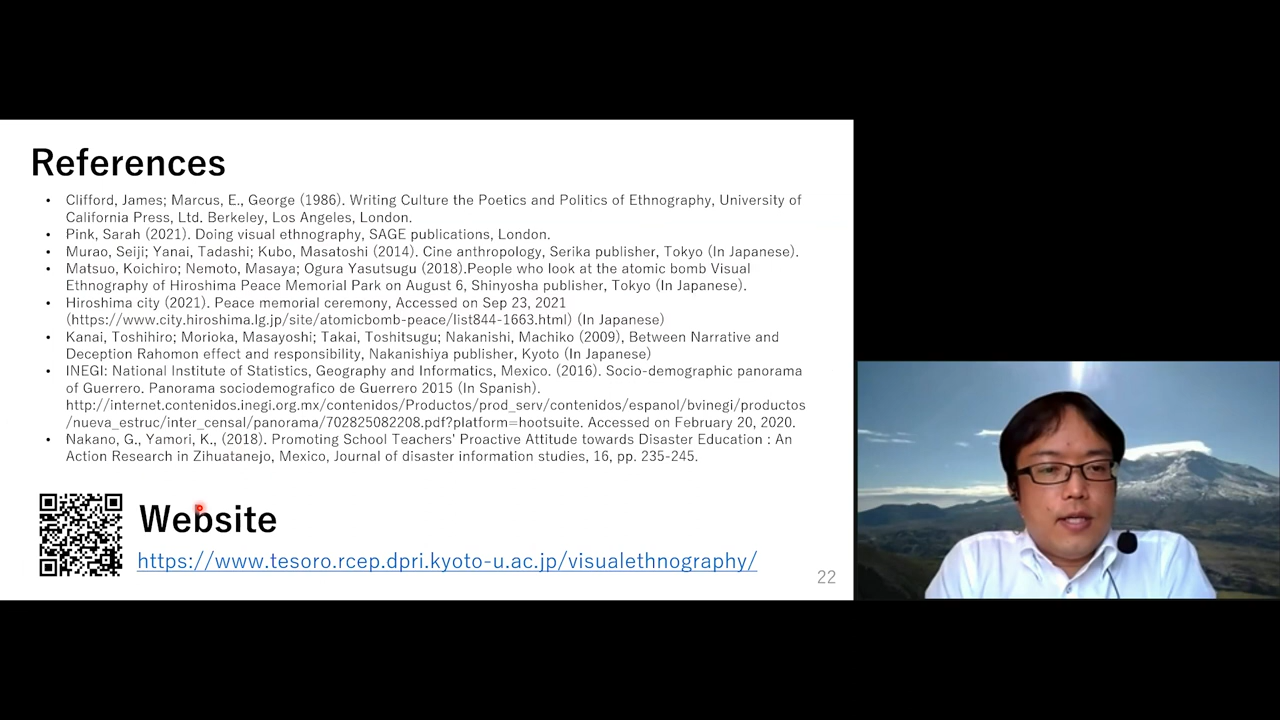 References
• Clifford, James; Marcus, E., George (1986). Writing Culture the Poetics and Politics of Ethnography, University of
California Press, Ltd. Berkeley, Los Angeles, London.
• Pink, Sarah (2021). Doing visual ethnography, SAGE publications, London.
• Murao, Seiji; Yanai, Tadashi; Kubo, Masatoshi (2014). Cine anthropology, Serika publisher, Tokyo (In Japanese).
• Matsuo, Koichiro; Nemoto, Masaya; Ogura Yasutsugu (2018).People who look at the atomic bomb Visual
Ethnography of Hiroshima Peace Memorial Park on August 6, Shinyosha publisher, Tokyo (In Japanese).
• Hiroshima city (2021). Peace memorial ceremony, Accessed on Sep 23, 2021
(https://www.city.hiroshima.lg.jp/site/atomicbomb-peace/list844-1663.html) (In Japanese)
• Kanai, Toshihiro; Morioka, Masayoshi; Takai, Toshitsugu; Nakanishi, Machiko (2009), Between Narrative and
Deception Rahomon effect and responsibility, Nakanishiya publisher, Kyoto (In Japanese)
• INEGI: National Institute of Statistics, Geography and Informatics, Mexico. (2016). Socio-demographic panorama
of Guerrero. Panorama sociodemografico de Guerrero 2015 (In Spanish).
http://internet.contenidos.inegi.org.mx/contenidos/Productos/prod_serv/contenidos/espanol/bvinegi/productos
/nueva_estruc/inter_censal/panorama/702825082208.pdf?platform=hootsuite. Accessed on February 20, 2020.
• Nakano, G., Yamori, K., (2018). Promoting School Teachers' Proactive Attitude towards Disaster Education : An
Action Research in Zihuatanejo, Mexico, Journal of disaster information studies, 16, pp. 235-245.
Website
https://www.tesoro.rcep.dpri.kyoto-u.ac.jp/visualethnography/
22